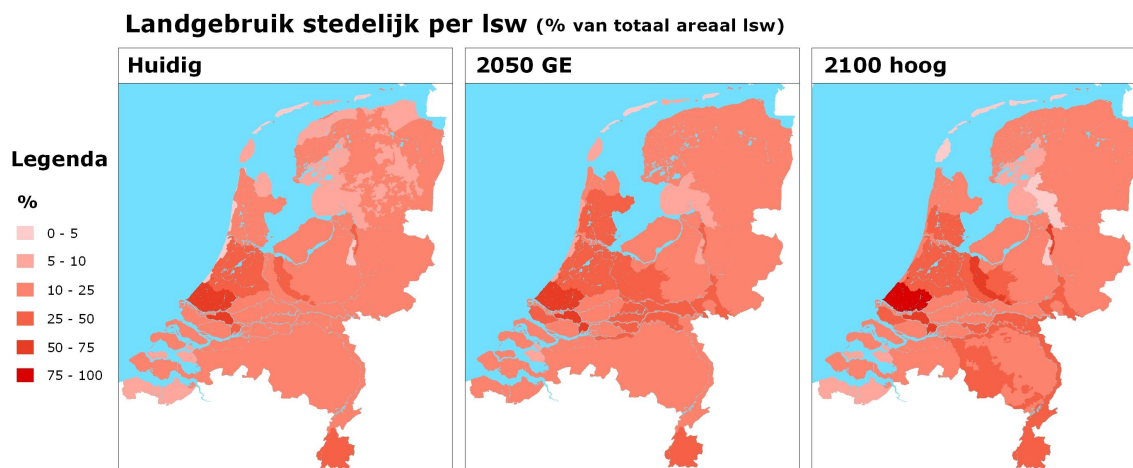 Landgebruik stedelijk per lsw (% van totaal areaal lsw)
Huidig
2050 GE
2100 hoog
Legenda
%
0 - 5
5 - 10
10 - 25
25 - 50
50 - 75
75 - 100